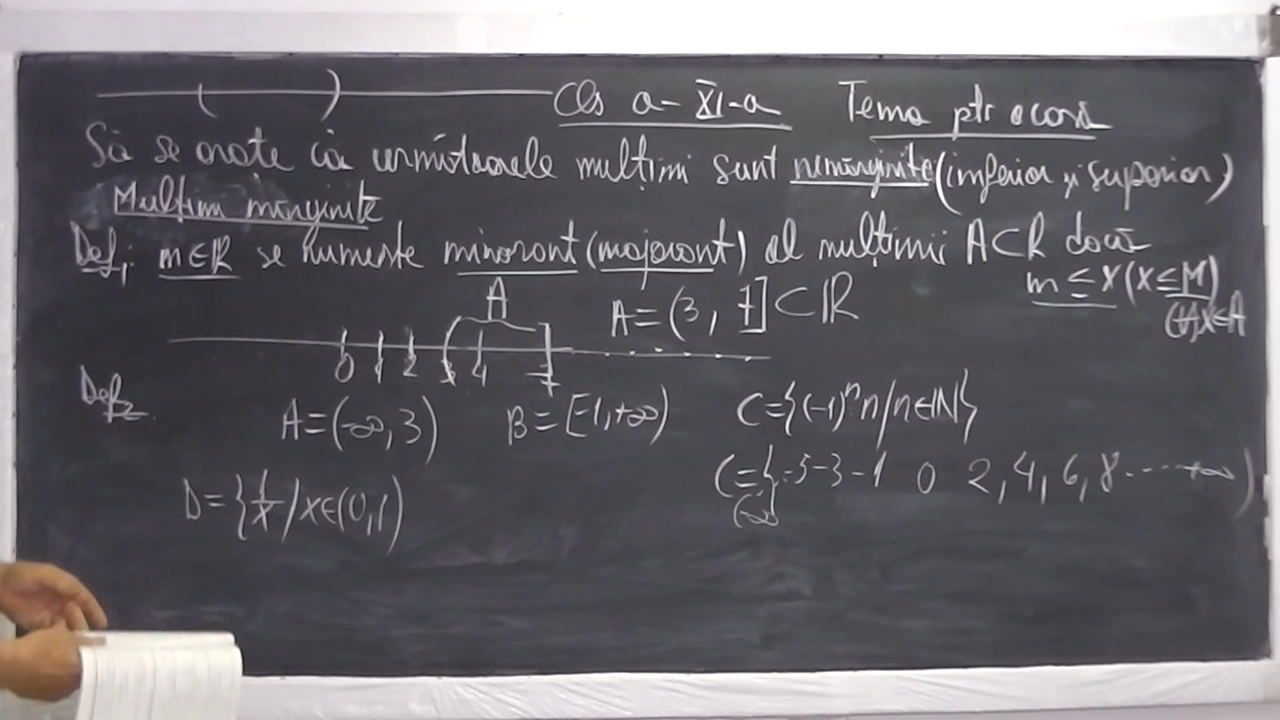 Cls a-XI-a Tema ptr acasă
Să se arate că următoarele mulțimi sunt nemărginite (inferior și superior)
Mulțimi mărginite
Def₁ m∈R se numește minorant (majorant) al mulțimii A⊂R dacă
m ≤ x (x ≤ M)
(∀)x∈A
A A=(3, 7]⊂R
0 1 2 3 4 7
Def₂
A=(-∞,3) B=[-1,+∞) C={(-1)ⁿn/n∈N}
C={..-5-3-1 0 2,4,6,8.....+∞)
(-∞
D={1/x / x∈(0,1)